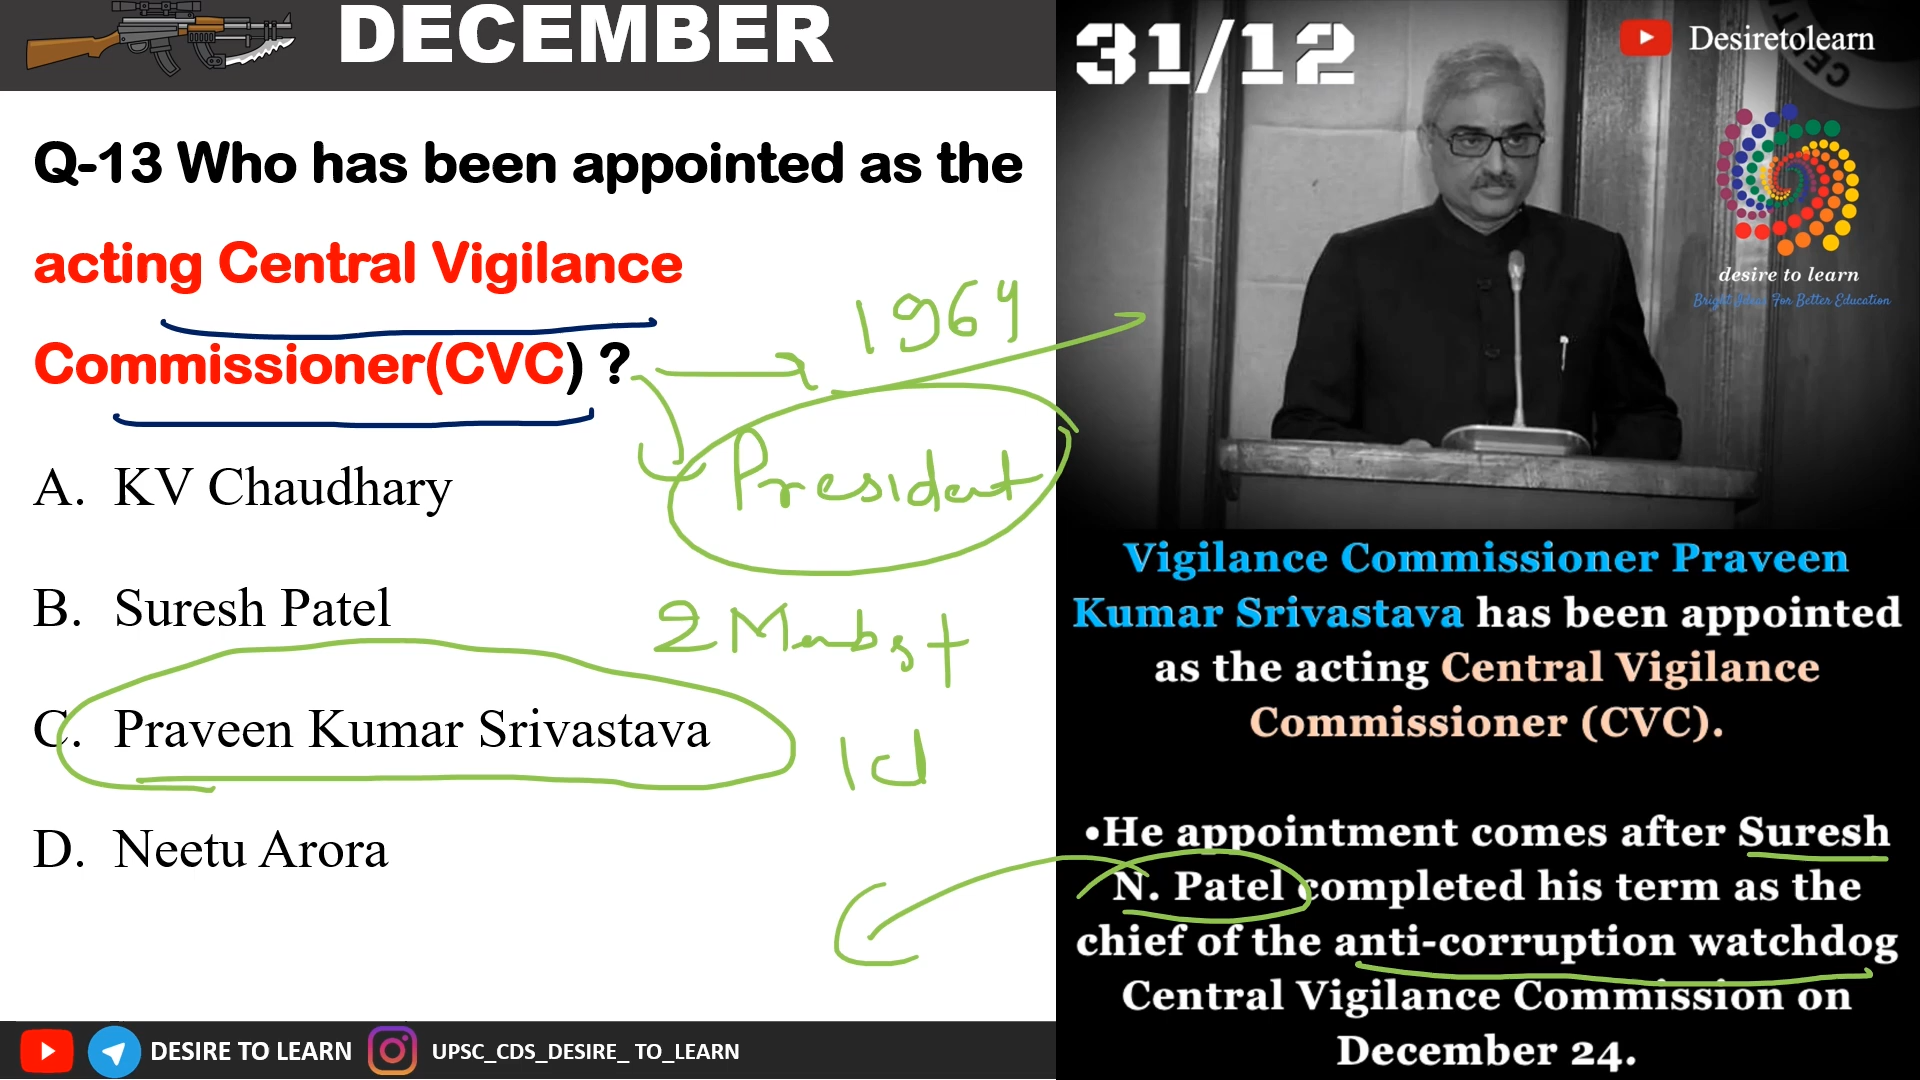 DECEMBER
Q-13 Who has been appointed as the
acting Central Vigilance
Commissioner(CVC) ?
A. KV Chaudhary
B. Suresh Patel
C. Praveen Kumar Srivastava
D. Neetu Arora
1964
President
2
+
DESIRE TO LEARN
UPSC_CDS_DESIRE_ TO_LEARN
31/12
Desiretolearn
desire to learn
Bright Ideas For Better Education
Vigilance Commissioner Praveen
Kumar Srivastava has been appointed
as the acting Central Vigilance
Commissioner (CVC).
•He appointment comes after Suresh
N. Patel completed his term as the
chief of the anti-corruption watchdog
Central Vigilance Commission on
December 24.